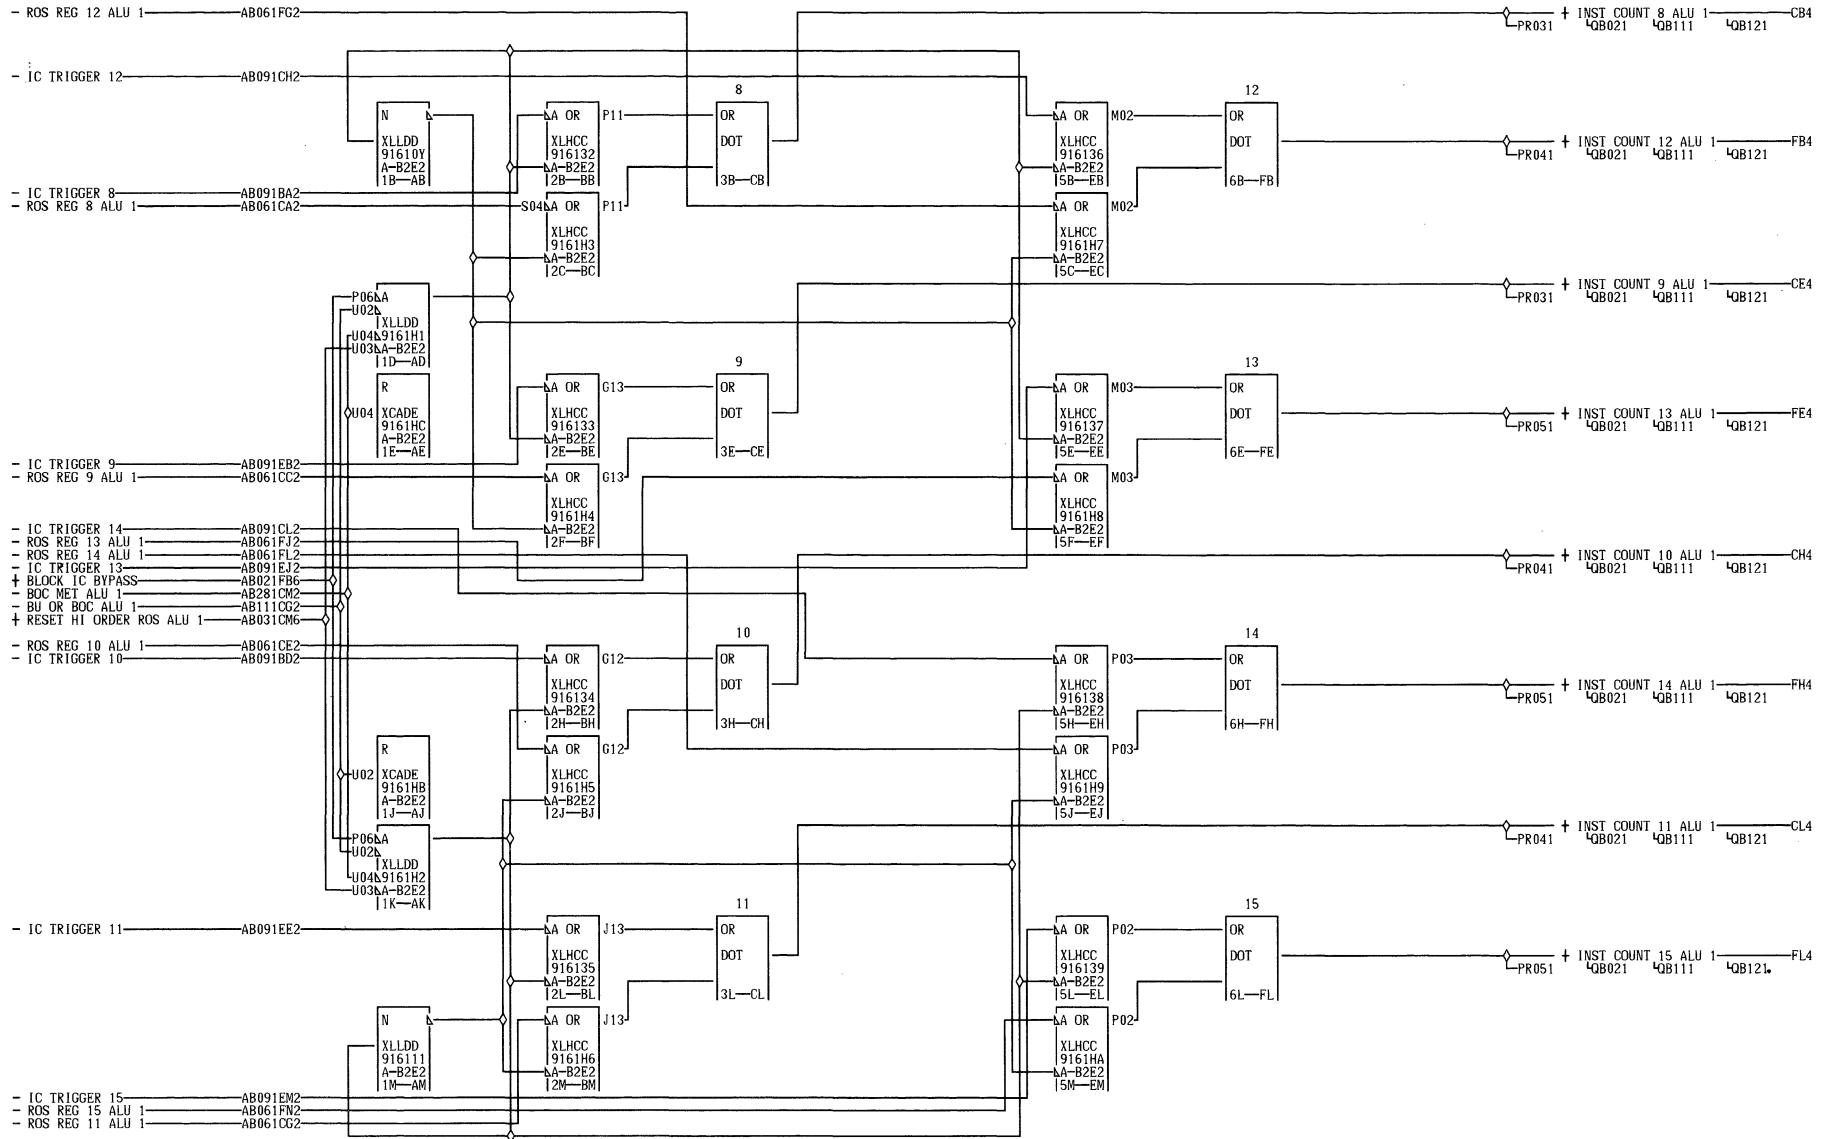 - ROS REG 12 ALU 1 AB061FG2
PR031
+ INST COUNT 8 ALU 1 CB4
QB021 QB111 QB121
- IC TRIGGER 12 AB091CH2
8
12
N
XLLDD
91610Y
A-B2E2
1B AB
A OR P11
XLHCC
916132
A-B2E2
2B BB
OR
DOT
3B CB
A OR M02
XLHCC
916136
A-B2E2
5B EB
OR
DOT
6B FB
PR041
+ INST COUNT 12 ALU 1 FB4
QB021 QB111 QB121
- IC TRIGGER 8 AB091BA2
- ROS REG 8 ALU 1 AB061CA2
S04 A OR P11
XLHCC
9161H3
A-B2E2
2C BC
A OR M02
XLHCC
9161H7
A-B2E2
5C EC
P06 A
U02
XLLDD
U04 9161H1
U03 A-B2E2
1D AD
PR031
+ INST COUNT 9 ALU 1 CE4
QB021 QB111 QB121
9
13
R
U04 XCADE
9161HC
A-B2E2
1E AE
A OR G13
XLHCC
916133
A-B2E2
2E BE
OR
DOT
3E CE
A OR M03
XLHCC
916137
A-B2E2
5E EE
OR
DOT
6E FE
PR051
+ INST COUNT 13 ALU 1 FE4
QB021 QB111 QB121
- IC TRIGGER 9 AB091EB2
- ROS REG 9 ALU 1 AB061CC2
A OR G13
XLHCC
9161H4
A-B2E2
2F BF
A OR M03
XLHCC
9161H8
A-B2E2
5F EF
- IC TRIGGER 14 AB091CL2
- ROS REG 13 ALU 1 AB061FJ2
- ROS REG 14 ALU 1 AB061FL2
- IC TRIGGER 13 AB091EJ2
+ BLOCK IC BYPASS AB021FB6
- BOC MET ALU 1 AB281CM2
- BU OR BOC ALU 1 AB111CG2
+ RESET HI ORDER ROS ALU 1 AB031CM6
PR041
+ INST COUNT 10 ALU 1 CH4
QB021 QB111 QB121
- ROS REG 10 ALU 1 AB061CE2
- IC TRIGGER 10 AB091BD2
10
14
A OR G12
XLHCC
916134
A-B2E2
2H BH
OR
DOT
3H CH
A OR P03
XLHCC
916138
A-B2E2
5H EH
OR
DOT
6H FH
PR051
+ INST COUNT 14 ALU 1 FH4
QB021 QB111 QB121
R
U02 XCADE
9161HB
A-B2E2
1J AJ
A OR G12
XLHCC
9161H5
A-B2E2
2J BJ
A OR P03
XLHCC
9161H9
A-B2E2
5J EJ
P06 A
U02
XLLDD
U04 9161H2
U03 A-B2E2
1K AK
PR041
+ INST COUNT 11 ALU 1 CL4
QB021 QB111 QB121
- IC TRIGGER 11 AB091EE2
11
15
A OR J13
XLHCC
916135
A-B2E2
2L BL
OR
DOT
3L CL
A OR P02
XLHCC
916139
A-B2E2
5L EL
OR
DOT
6L FL
PR051
+ INST COUNT 15 ALU 1 FL4
QB021 QB111 QB121.
N
XLLDD
916111
A-B2E2
1M AM
A OR J13
XLHCC
9161H6
A-B2E2
2M BM
A OR P02
XLHCC
9161HA
A-B2E2
5M EM
- IC TRIGGER 15 AB091EM2
- ROS REG 15 ALU 1 AB061FN2
- ROS REG 11 ALU 1 AB061CG2